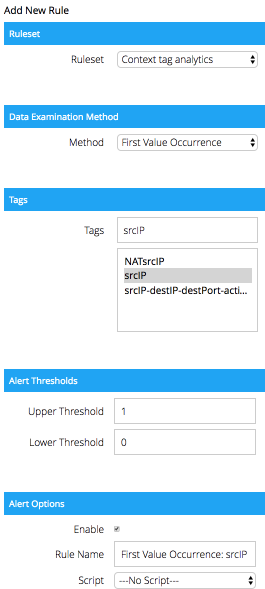 Add New Rule
Ruleset
Ruleset Context tag analytics
Data Examination Method
Method First Value Occurrence
Tags
Tags srcIP
NATsrcIP
srcIP
srcIP-destIP-destPort-acti...
Alert Thresholds
Upper Threshold 1
Lower Threshold 0
Alert Options
Enable
Rule Name First Value Occurrence: srcIP
Script ---No Script---